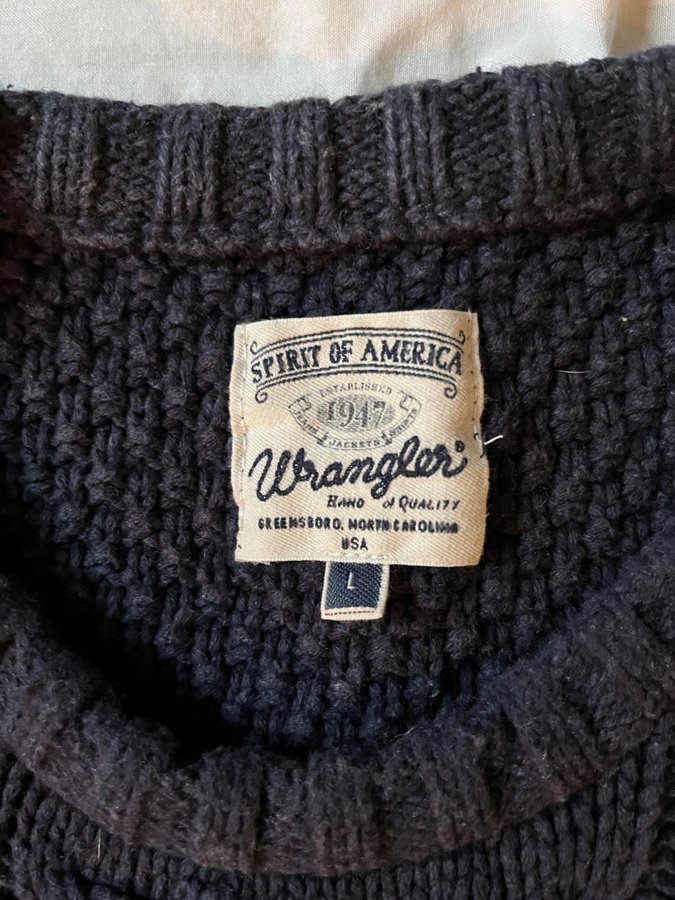 SPIRIT OF AMERICA
ESTABLISHED
1947
JEANS JACKETS SHIRTS
Wrangler
HAND OF QUALITY
GREENSBORO, NORTH CAROLINA
USA
L